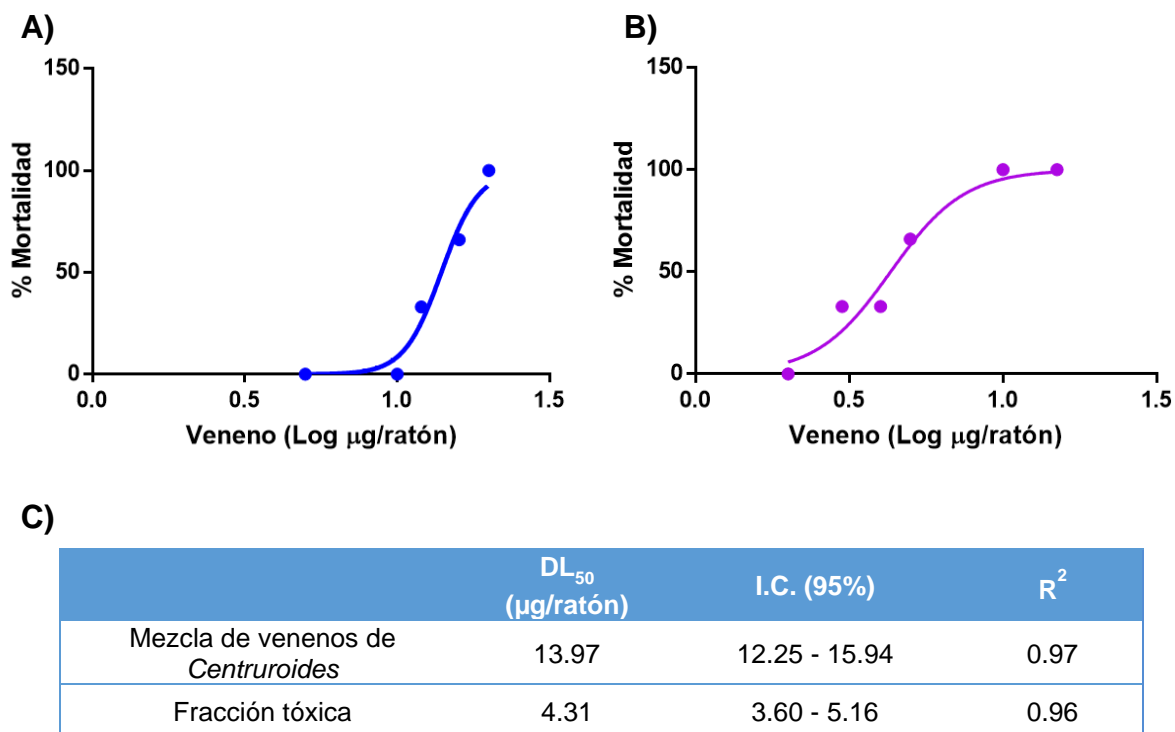 A)
150
100
50
0
% Mortalidad
0.0 0.5 1.0 1.5
Veneno (Log μg/ratón)
B)
150
100
50
0
% Mortalidad
0.0 0.5 1.0 1.5
Veneno (Log μg/ratón)
C)
DL50 (μg/ratón) I.C. (95%) R2
Mezcla de venenos de Centruroides 13.97 12.25 - 15.94 0.97
Fracción tóxica 4.31 3.60 - 5.16 0.96